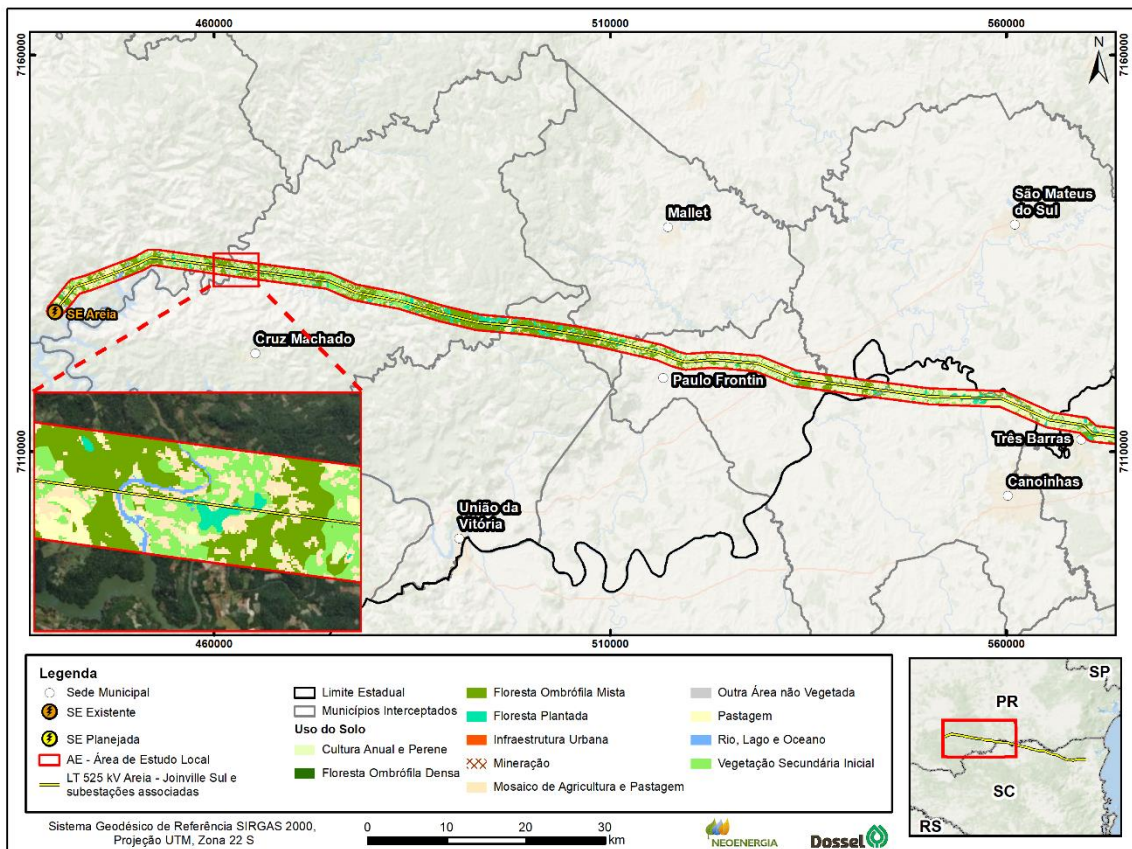 460000 510000 560000
7160000 7160000
N
São Mateus
do Sul
Mallet
SE Areia
Cruz Machado
Paulo Frontin
Três Barras
7110000 7110000
Canoinhas
União da
Vitória
460000 510000 560000
Legenda
Sede Municipal
SE Existente
SE Planejada
AE - Área de Estudo Local
LT 525 kV Areia - Joinville Sul e
subestações associadas
Limite Estadual
Municípios Interceptados
Uso do Solo
Cultura Anual e Perene
Floresta Ombrófila Densa
Floresta Ombrófila Mista
Floresta Plantada
Infraestrutura Urbana
Mineração
Mosaico de Agricultura e Pastagem
Outra Área não Vegetada
Pastagem
Rio, Lago e Oceano
Vegetação Secundária Inicial
SP
PR
SC
RS
Sistema Geodésico de Referência SIRGAS 2000,
Projeção UTM, Zona 22 S
0 10 20 30
km
NEOENERGIA
Dossel